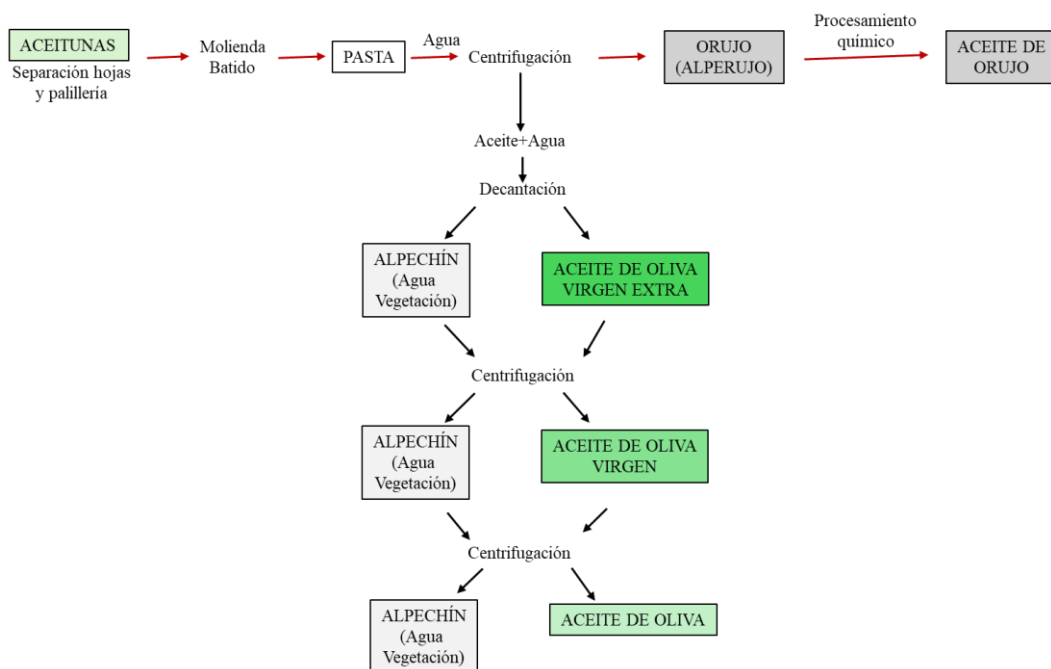 ACEITUNAS
Separación hojas
y palillería
Molienda
Batido
PASTA
Agua
Centrifugación
ORUJO
(ALPERUJO)
Procesamiento
químico
ACEITE DE
ORUJO
Aceite+Agua
Decantación
ALPECHÍN
(Agua
Vegetación)
ACEITE DE OLIVA
VIRGEN EXTRA
Centrifugación
ALPECHÍN
(Agua
Vegetación)
ACEITE DE OLIVA
VIRGEN
Centrifugación
ALPECHÍN
(Agua
Vegetación)
ACEITE DE OLIVA